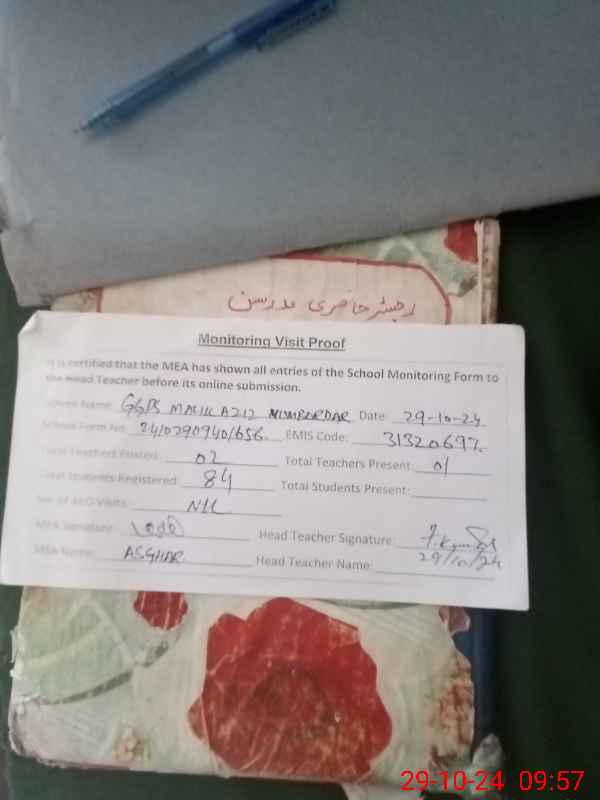 رجسٹر حاضری مدرسین
Monitoring Visit Proof
It is certified that the MEA has shown all entries of the School Monitoring Form to
the Head Teacher before its online submission.
School Name: GGPS MALIK AZIZ NUMBERDAR Date: 29-10-24
School Form No: 2410290940/656. EMIS Code: 31320697.
Total Teachers Posted: 02 Total Teachers Present: 01
Total Students Registered: 84 Total Students Present:
No. of AEO Visits: NIL
MEA Signature: Head Teacher Signature:
29/10/24
MEA Name: ASGHAR Head Teacher Name:
29-10-24 09:57